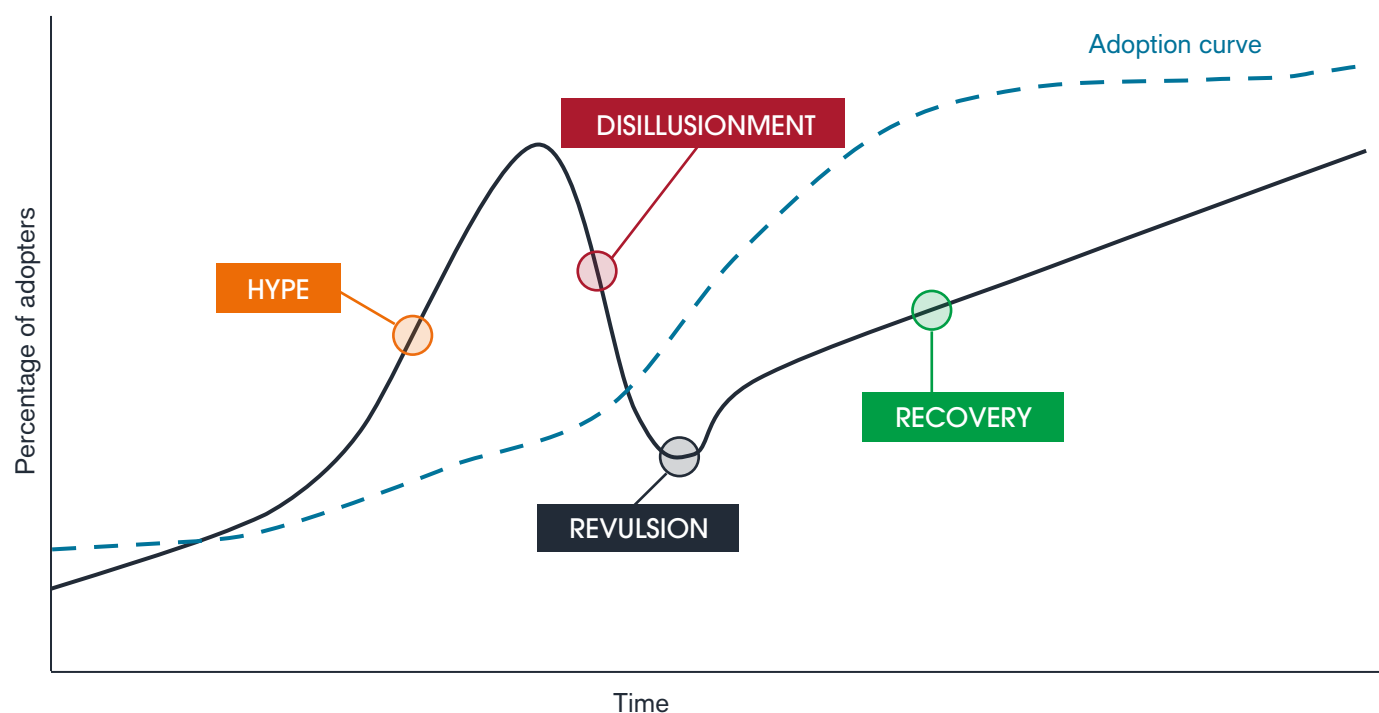 Adoption curve
DISILLUSIONMENT
HYPE
Percentage of adopters
RECOVERY
REVULSION
Time